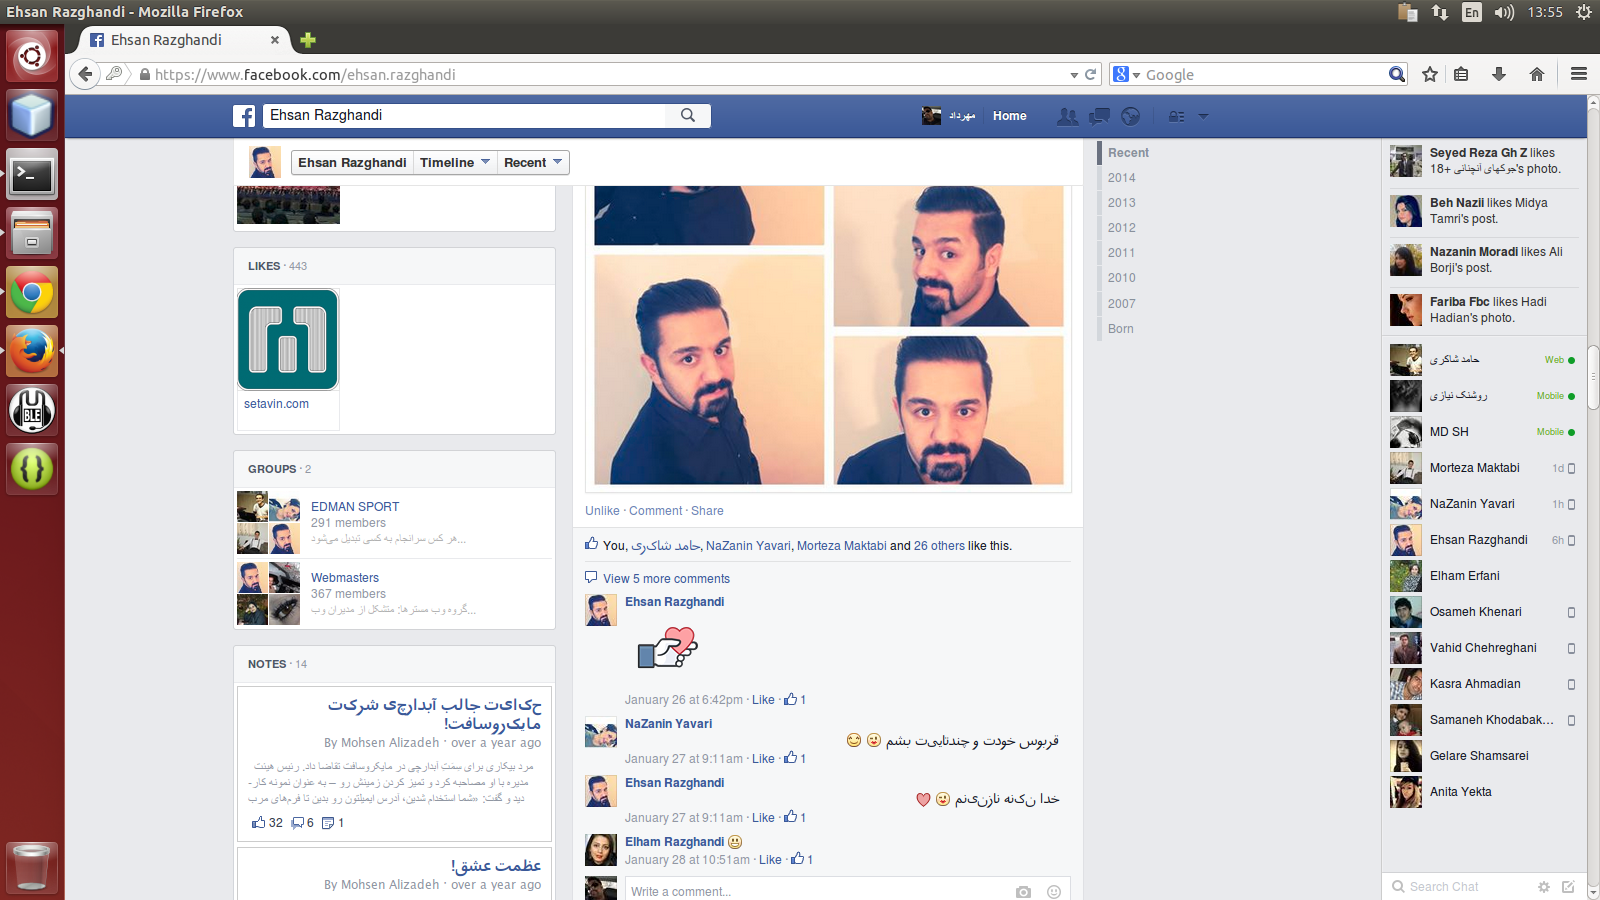 Ehsan Razghandi - Mozilla Firefox
En
13:55
Ehsan Razghandi
https://www.facebook.com/ehsan.razghandi
Google
Ehsan Razghandi
مهرداد
Home
Ehsan Razghandi
Timeline
Recent
LIKES · 443
setavin.com
GROUPS · 2
EDMAN SPORT
291 members
هر کس سرانجام به کسی تبدیل می‌شود...
Webmasters
367 members
گروه وب مسترها: متشکل از مدیران وب...
NOTES · 14
حکایت جالب آبدارچی شرکت
مایکروسافت!
By Mohsen Alizadeh · over a year ago
مرد بیکاری برای سِمَتِ آبدارچی در مایکروسافت تقاضا داد. رئیس هیئت
مدیره با او مصاحبه کرد و تمیز کردن زمینش رو – به عنوان نمونه کار-
دید و گفت: «شما استخدام شدین، آدرس ایمیلتون رو بدین تا فرم‌های مرب
32 6 1
عظمت عشق!
By Mohsen Alizadeh · over a year ago
Unlike · Comment · Share
You, حامد شاکری, NaZanin Yavari, Morteza Maktabi and 26 others like this.
View 5 more comments
Ehsan Razghandi
January 26 at 6:42pm · Like · 1
NaZanin Yavari
قربوس خودت و چندتاییت بشم
January 27 at 9:11am · Like · 1
Ehsan Razghandi
خدا نکنه نازنینم
January 27 at 9:11am · Like · 1
Elham Razghandi
January 28 at 10:51am · Like · 1
Write a comment...
Recent
2014
2013
2012
2011
2010
2007
Born
Seyed Reza Gh Z likes
جوکهای آنچنانی +18's photo.
Beh Nazii likes Midya
Tamri's post.
Nazanin Moradi likes Ali
Borji's post.
Fariba Fbc likes Hadi
Hadian's photo.
حامد شاکری Web
روشنک نیازی Mobile
MD SH Mobile
Morteza Maktabi 1d
NaZanin Yavari 1h
Ehsan Razghandi 6h
Elham Erfani
Osameh Khenari
Vahid Chehreghani
Kasra Ahmadian
Samaneh Khodabak...
Gelare Shamsarei
Anita Yekta
Search Chat
UBLE